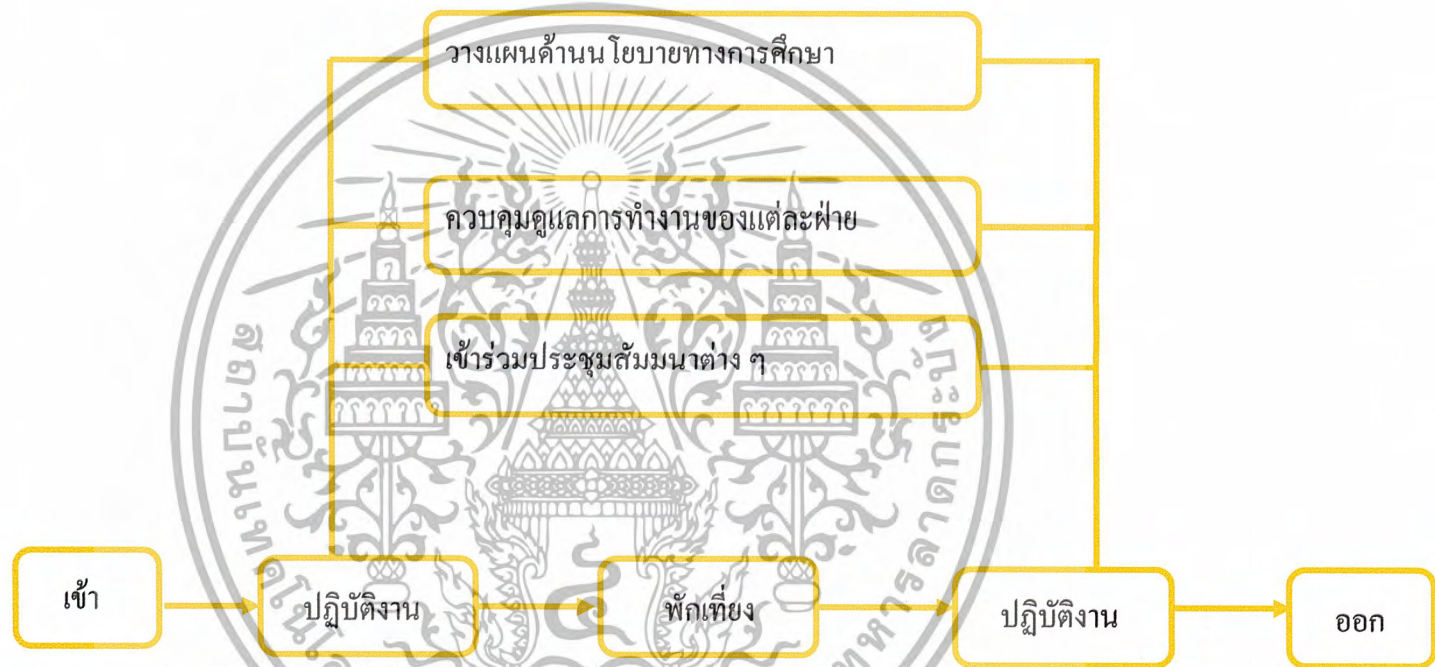 วางแผนด้านนโยบายทางการศึกษา
ควบคุมดูแลการทำงานของแต่ละฝ่าย
เข้าร่วมประชุมสัมมนาต่าง ๆ
เข้า
ปฏิบัติงาน
พักเที่ยง
ปฏิบัติงาน
ออก